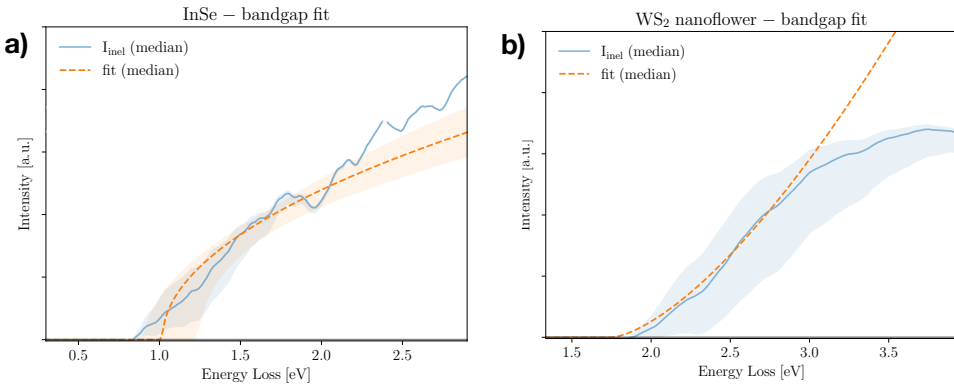 a)
InSe – bandgap fit
I_inel (median)
fit (median)
Intensity [a.u.]
0.5 1.0 1.5 2.0 2.5
Energy Loss [eV]
b)
WS₂ nanoflower – bandgap fit
I_inel (median)
fit (median)
Intensity [a.u.]
1.5 2.0 2.5 3.0 3.5
Energy Loss [eV]